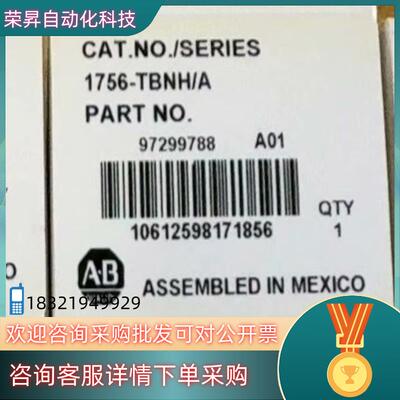 荣昇自动化科技
CAT.NO./SERIES
1756-TBNH/A
PART NO.
97299788 A01
10612598171856
QTY
1
A-B
ASSEMBLED IN MEXICO
18321949929
欢迎咨询采购批发可对公开票
咨询客服详情下单采购